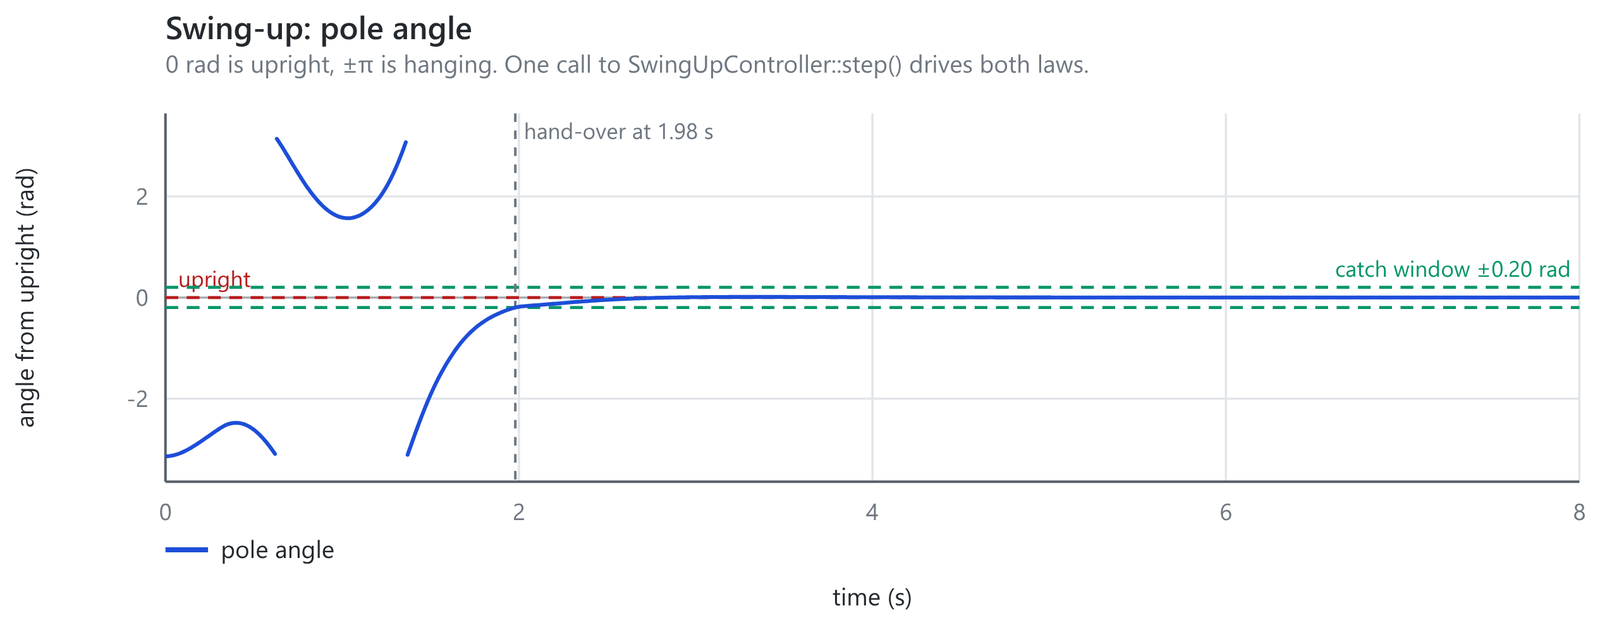 Swing-up: pole angle
0 rad is upright, ±π is hanging. One call to SwingUpController::step() drives both laws.
hand-over at 1.98 s
angle from upright (rad)
2
upright
catch window ±0.20 rad
0
-2
0 2 4 6 8
pole angle
time (s)